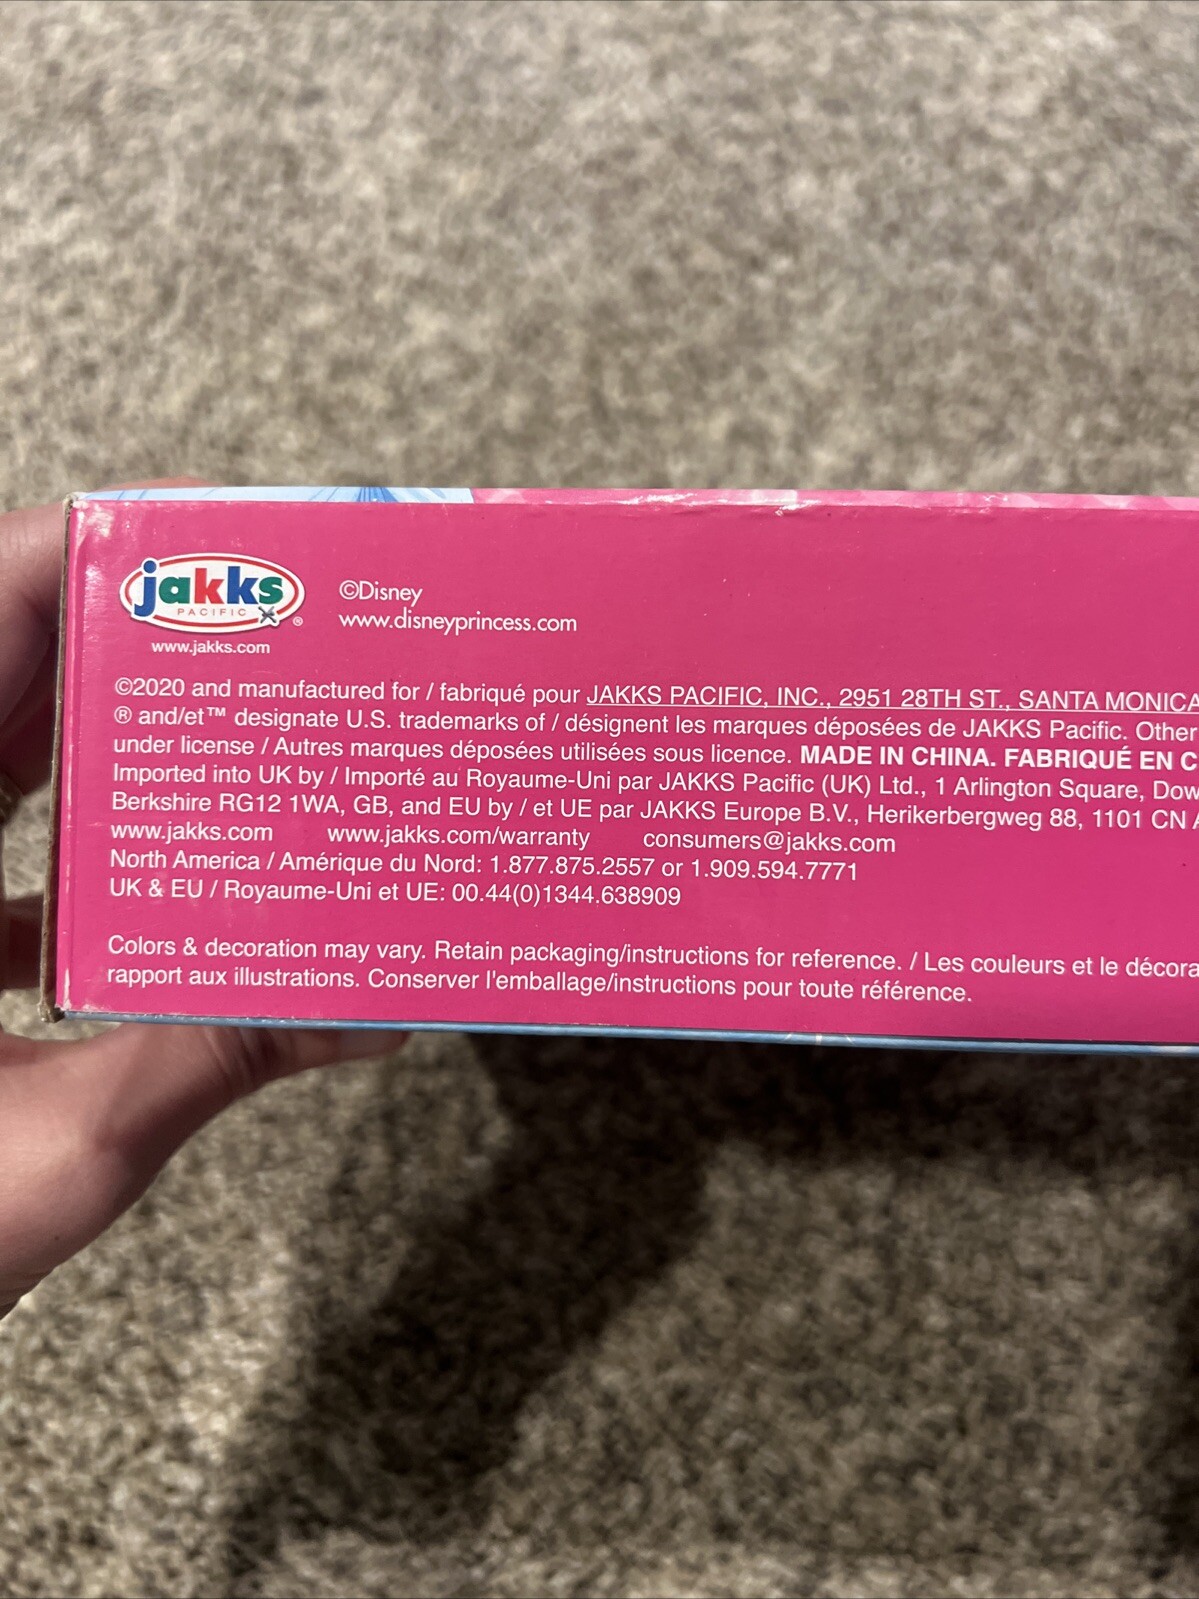 jakks
PACIFIC
®
www.jakks.com
©Disney
www.disneyprincess.com
©2020 and manufactured for / fabriqué pour JAKKS PACIFIC, INC., 2951 28TH ST., SANTA MONICA
® and/et™ designate U.S. trademarks of / désignent les marques déposées de JAKKS Pacific. Other
under license / Autres marques déposées utilisées sous licence. MADE IN CHINA. FABRIQUÉ EN C
Imported into UK by / Importé au Royaume-Uni par JAKKS Pacific (UK) Ltd., 1 Arlington Square, Dow
Berkshire RG12 1WA, GB, and EU by / et UE par JAKKS Europe B.V., Herikerbergweg 88, 1101 CN
www.jakks.com www.jakks.com/warranty consumers@jakks.com
North America / Amérique du Nord: 1.877.875.2557 or 1.909.594.7771
UK & EU / Royaume-Uni et UE: 00.44(0)1344.638909
Colors & decoration may vary. Retain packaging/instructions for reference. / Les couleurs et le décora
rapport aux illustrations. Conserver l'emballage/instructions pour toute référence.